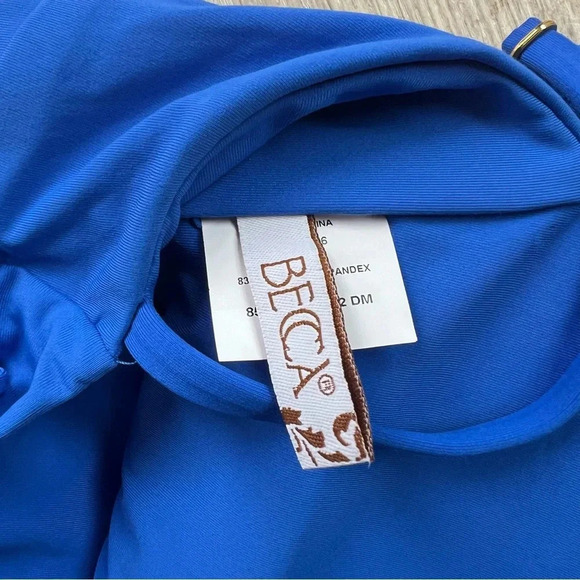 BECCA®
INA
6
83 ANDEX
85 2 DM